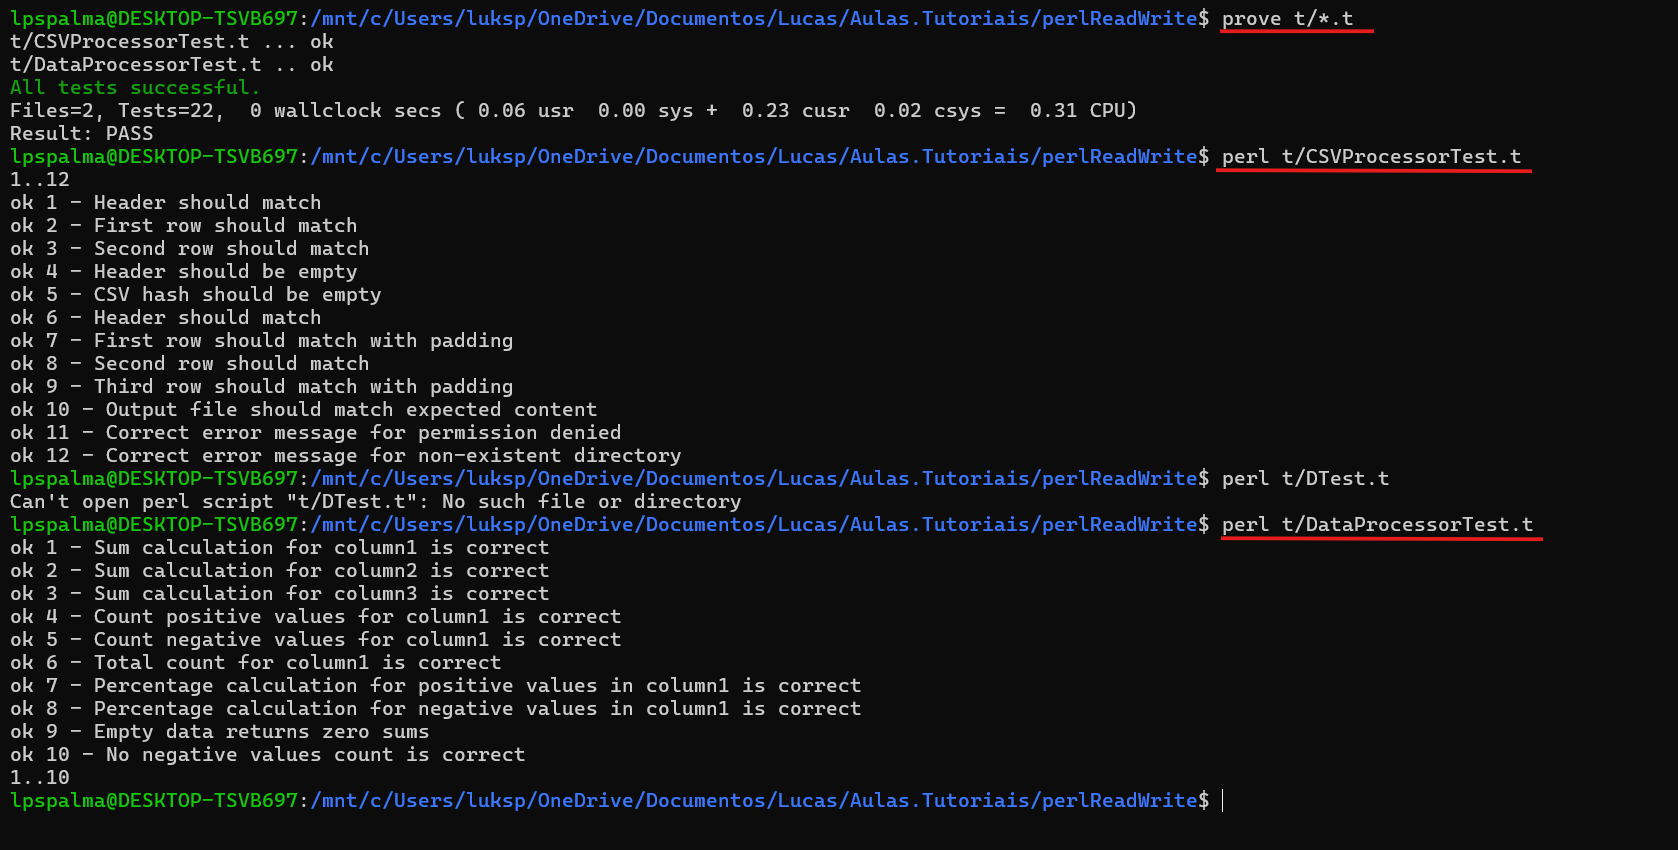 lpspalma@DESKTOP-TSVB697:/mnt/c/Users/luksp/OneDrive/Documentos/Lucas/Aulas.Tutoriais/perlReadWrite$ prove t/*.t
t/CSVProcessorTest.t ... ok
t/DataProcessorTest.t .. ok
All tests successful.
Files=2, Tests=22,  0 wallclock secs ( 0.06 usr  0.00 sys +  0.23 cusr  0.02 csys =  0.31 CPU)
Result: PASS
lpspalma@DESKTOP-TSVB697:/mnt/c/Users/luksp/OneDrive/Documentos/Lucas/Aulas.Tutoriais/perlReadWrite$ perl t/CSVProcessorTest.t
1..12
ok 1 - Header should match
ok 2 - First row should match
ok 3 - Second row should match
ok 4 - Header should be empty
ok 5 - CSV hash should be empty
ok 6 - Header should match
ok 7 - First row should match with padding
ok 8 - Second row should match
ok 9 - Third row should match with padding
ok 10 - Output file should match expected content
ok 11 - Correct error message for permission denied
ok 12 - Correct error message for non-existent directory
lpspalma@DESKTOP-TSVB697:/mnt/c/Users/luksp/OneDrive/Documentos/Lucas/Aulas.Tutoriais/perlReadWrite$ perl t/DTest.t
Can't open perl script "t/DTest.t": No such file or directory
lpspalma@DESKTOP-TSVB697:/mnt/c/Users/luksp/OneDrive/Documentos/Lucas/Aulas.Tutoriais/perlReadWrite$ perl t/DataProcessorTest.t
ok 1 - Sum calculation for column1 is correct
ok 2 - Sum calculation for column2 is correct
ok 3 - Sum calculation for column3 is correct
ok 4 - Count positive values for column1 is correct
ok 5 - Count negative values for column1 is correct
ok 6 - Total count for column1 is correct
ok 7 - Percentage calculation for positive values in column1 is correct
ok 8 - Percentage calculation for negative values in column1 is correct
ok 9 - Empty data returns zero sums
ok 10 - No negative values count is correct
1..10
lpspalma@DESKTOP-TSVB697:/mnt/c/Users/luksp/OneDrive/Documentos/Lucas/Aulas.Tutoriais/perlReadWrite$